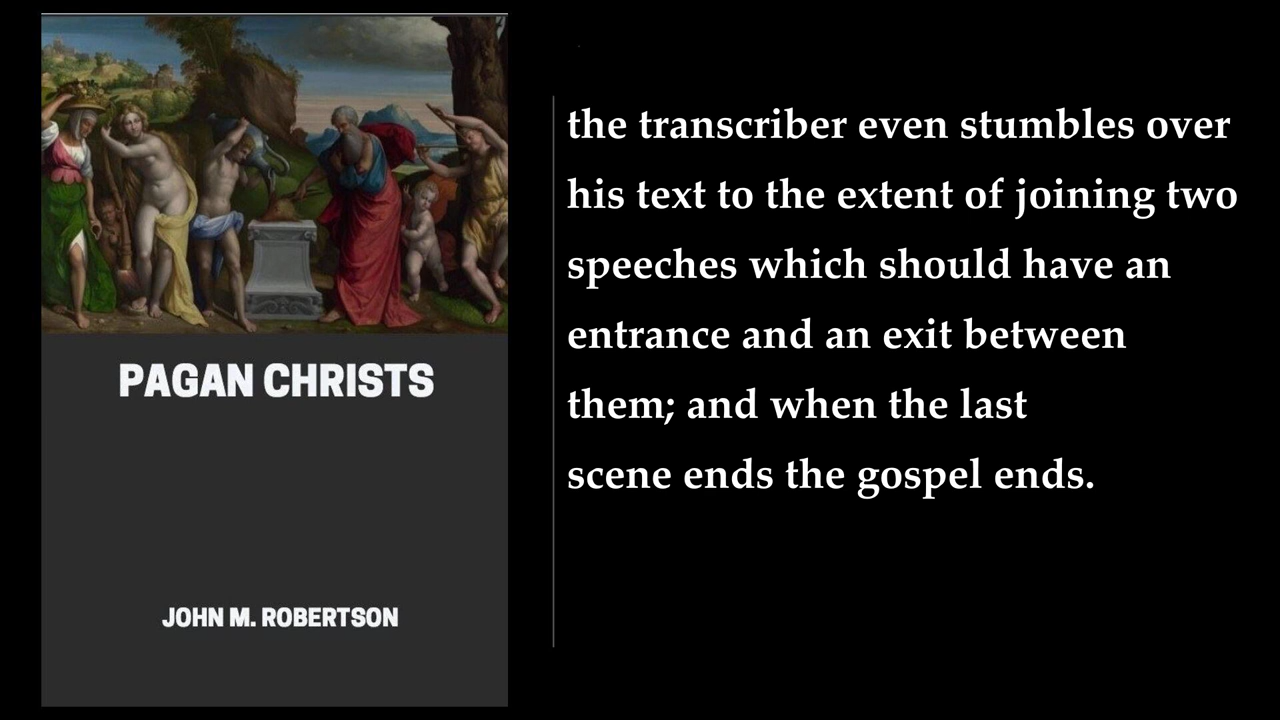 PAGAN CHRISTS
JOHN M. ROBERTSON
the transcriber even stumbles over
his text to the extent of joining two
speeches which should have an
entrance and an exit between
them; and when the last
scene ends the gospel ends.